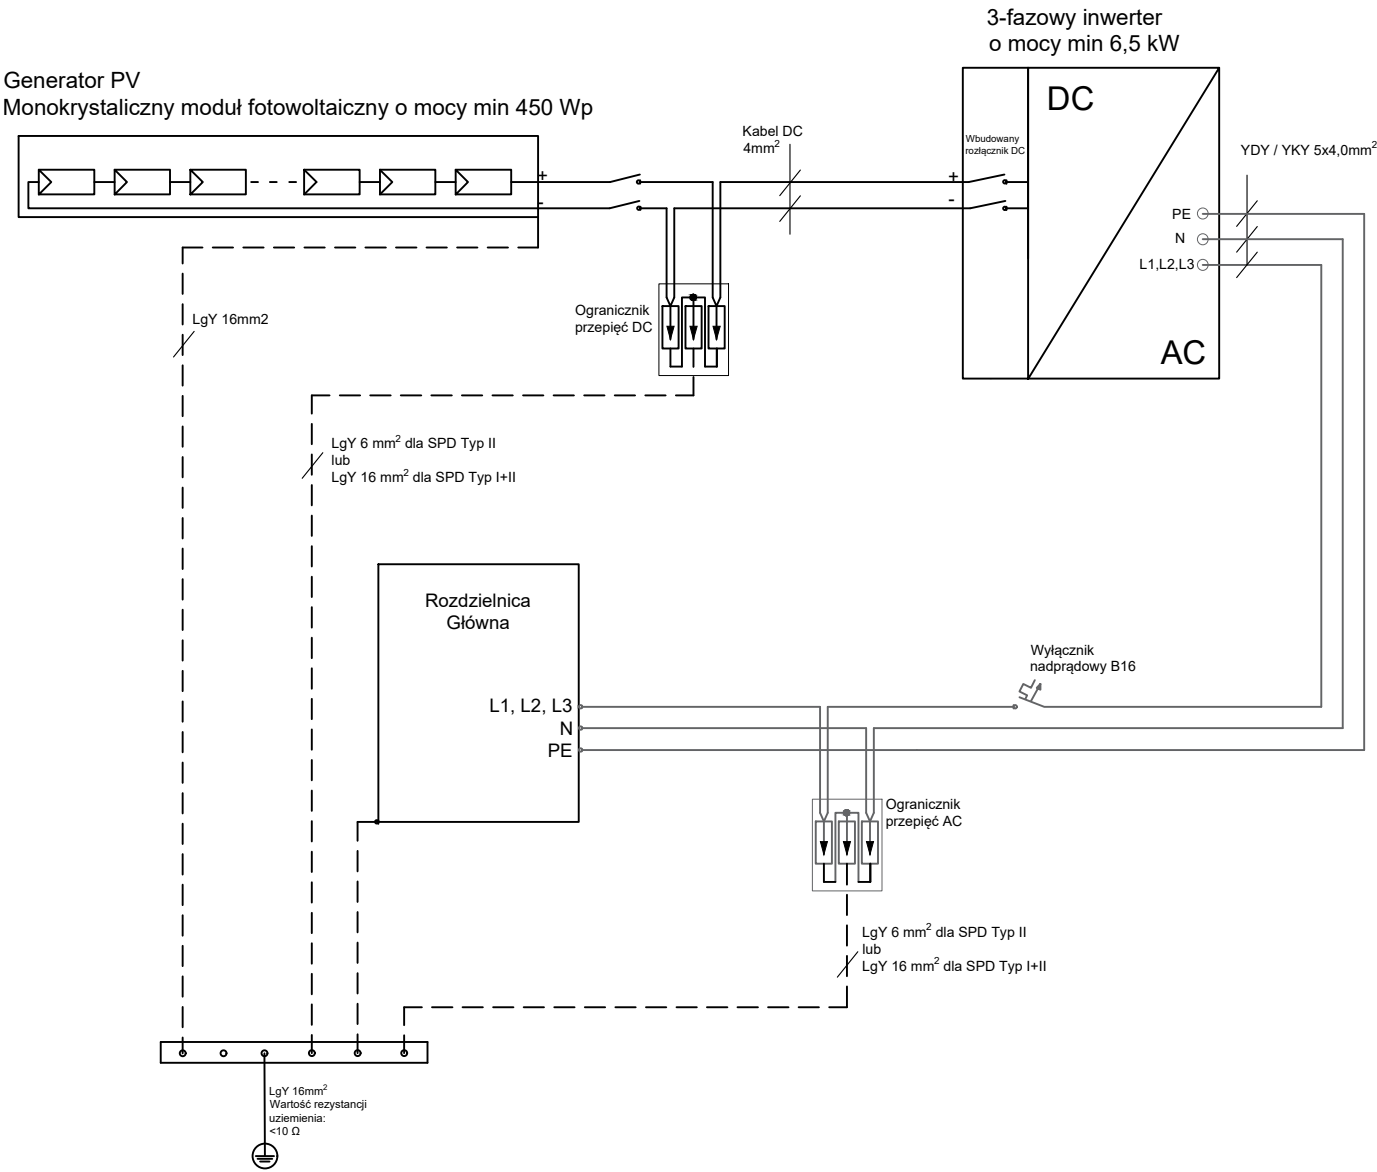 3-fazowy inwerter
o mocy min 6,5 kW
Generator PV
Monokrystaliczny moduł fotowoltaiczny o mocy min 450 Wp
Kabel DC
4mm²
Wbudowany
rozłącznik DC
DC
YDY / YKY 5x4,0mm²
+
-
+
-
PE
N
L1,L2,L3
AC
LgY 16mm2
Ogranicznik
przepięć DC
LgY 6 mm² dla SPD Typ II
lub
LgY 16 mm² dla SPD Typ I+II
Rozdzielnica
Główna
L1, L2, L3
N
PE
Wyłącznik
nadprądowy B16
Ogranicznik
przepięć AC
LgY 6 mm² dla SPD Typ II
lub
LgY 16 mm² dla SPD Typ I+II
LgY 16mm²
Wartość rezystancji
uziemienia:
<10 Ω